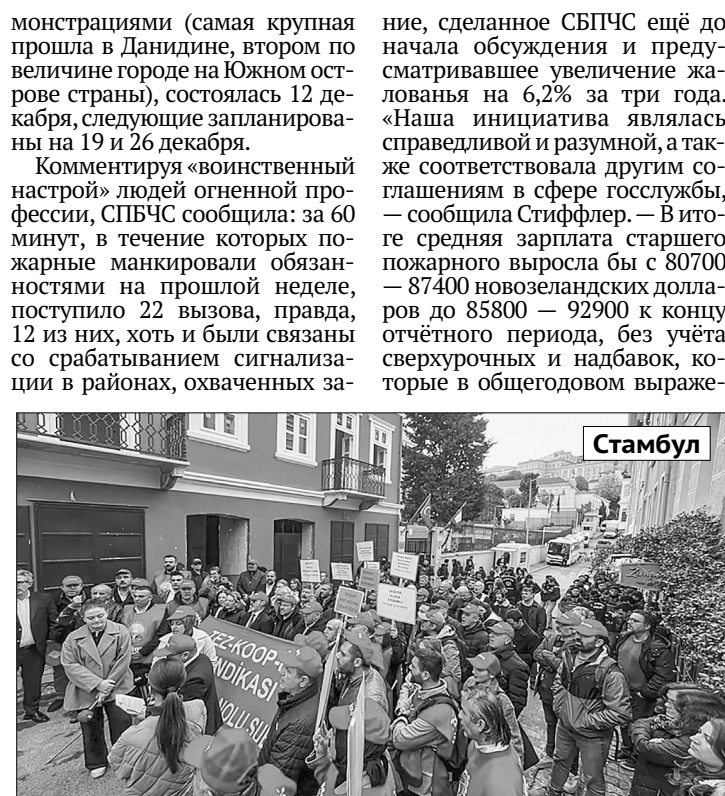 монстрациями (самая крупная
прошла в Данидине, втором по
величине городе на Южном ост-
рове страны), состоялась 12 де-
кабря, следующие запланирова-
ны на 19 и 26 декабря.
Комментируя «воинственный
настрой» людей огненной про-
фессии, СПБЧС сообщила: за 60
минут, в течение которых по-
жарные манкировали обязан-
ностями на прошлой неделе,
поступило 22 вызова, правда,
12 из них, хоть и были связаны
со срабатыванием сигнализа-
ции в районах, охваченных за-
ние, сделанное СБПЧС ещё до
начала обсуждения и преду-
сматривавшее увеличение жа-
лованья на 6,2% за три года.
«Наша инициатива являлась
справедливой и разумной, а так-
же соответствовала другим со-
глашениям в сфере госслужбы,
— сообщила Стиффлер. — В ито-
ге средняя зарплата старшего
пожарного выросла бы с 80700
— 87400 новозеландских долла-
ров до 85800 — 92900 к концу
отчётного периода, без учёта
сверхурочных и надбавок, ко-
торые в общегодовом выраже-
Стамбул
TEZ-KOOP-
NDİKASI